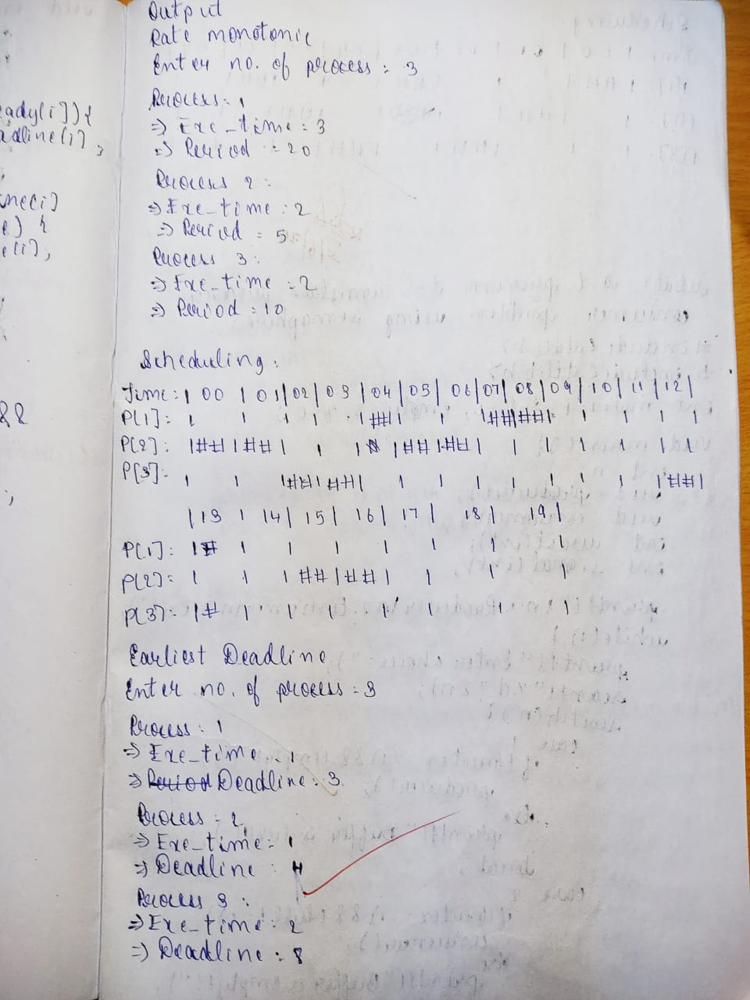 Output
Rate monotonic
Enter no. of process : 3
Process : 1
⇒ Exe_time : 3
⇒ Period : 20
Process 2 :
⇒ Exe_time : 2
⇒ Period : 5
Process 3 :
⇒ Exe_time : 2
⇒ Period : 10
Scheduling :
Time : | 00 | 01 | 02 | 03 | 04 | 05 | 06 | 07 | 08 | 09 | 10 | 11 | 12 |
P[1] : | | | | |##| | |##|##| | | | |
P[2] : |##|##| | | |##|##| | | | | |
P[3] : | | |##|##| | | | | | | | |##|
| 13 | 14 | 15 | 16 | 17 | 18 | 19 |
P[1] : |#| | | | | | |
P[2] : | | |##|##| | | |
P[3] : |#| | | | | | |
Earliest Deadline
Enter no. of process : 3
Process : 1
⇒ Exe_time : 1
⇒ Period Deadline : 3
Process : 2
⇒ Exe_time : 1
⇒ Deadline : 4
Process 3 :
⇒ Exe_time : 2
⇒ Deadline : 8
eady[i]){
adline[i],
ime[i]
e) {
e[i],
&&